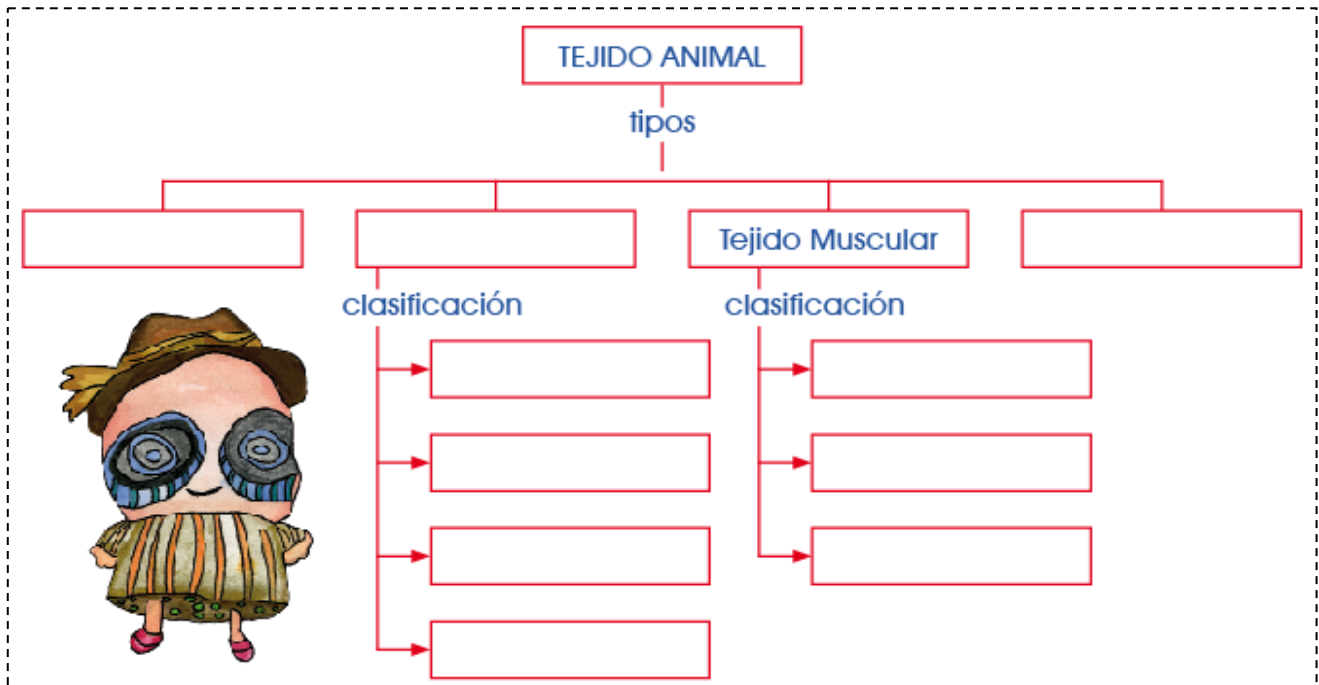 TEJIDO ANIMAL
tipos
Tejido Muscular
clasificación
clasificación